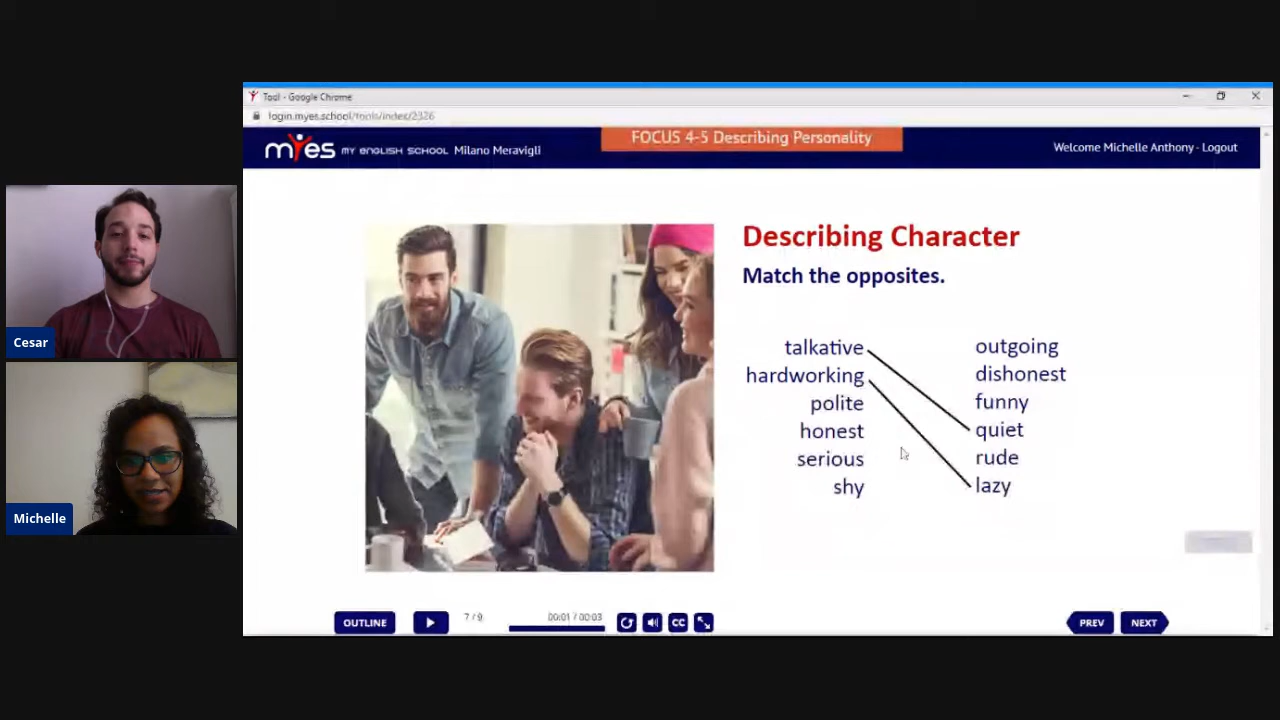 Tool - Google Chrome
login.myes.school/tools/index/2326
myes MY ENGLISH SCHOOL Milano Meravigli
FOCUS 4-5 Describing Personality
Welcome Michelle Anthony - Logout
Cesar
Michelle
Describing Character
Match the opposites.
talkative outgoing
hardworking dishonest
polite funny
honest quiet
serious rude
shy lazy
OUTLINE 7 / 9 00:01 / 00:03 CC PREV NEXT